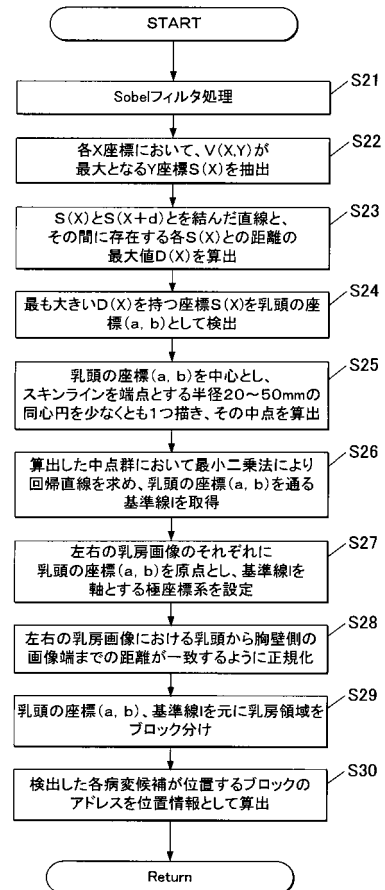 START
S21
Sobelフィルタ処理
S22
各X座標において、V(X,Y)が
最大となるY座標S(X)を抽出
S23
S(X)とS(X+d)とを結んだ直線と、
その間に存在する各S(X)との距離の
最大値D(X)を算出
S24
最も大きいD(X)を持つ座標S(X)を乳頭の座
標(a, b)として検出
S25
乳頭の座標(a, b)を中心とし、
スキンラインを端点とする半径20~50mmの
同心円を少なくとも1つ描き、その中点を算出
S26
算出した中点群において最小二乗法により
回帰直線を求め、乳頭の座標(a, b)を通る
基準線lを取得
S27
左右の乳房画像のそれぞれに
乳頭の座標(a, b)を原点とし、基準線lを
軸とする極座標系を設定
S28
左右の乳房画像における乳頭から胸壁側の
画像端までの距離が一致するように正規化
S29
乳頭の座標(a, b)、基準線lを元に乳房領域を
ブロック分け
S30
検出した各病変候補が位置するブロックの
アドレスを位置情報として算出
Return